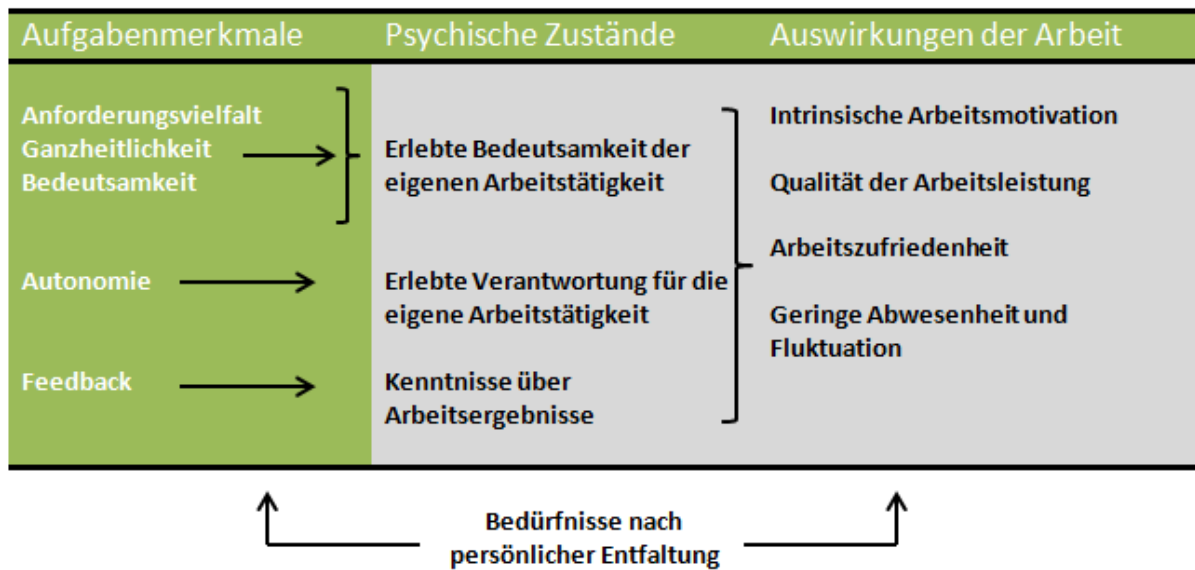 Aufgabenmerkmale
Psychische Zustände
Auswirkungen der Arbeit
Anforderungsvielfalt
Ganzheitlichkeit
Bedeutsamkeit
Erlebte Bedeutsamkeit der
eigenen Arbeitstätigkeit
Intrinsische Arbeitsmotivation
Qualität der Arbeitsleistung
Arbeitszufriedenheit
Geringe Abwesenheit und
Fluktuation
Autonomie
Erlebte Verantwortung für die
eigene Arbeitstätigkeit
Feedback
Kenntnisse über
Arbeitsergebnisse
Bedürfnisse nach
persönlicher Entfaltung